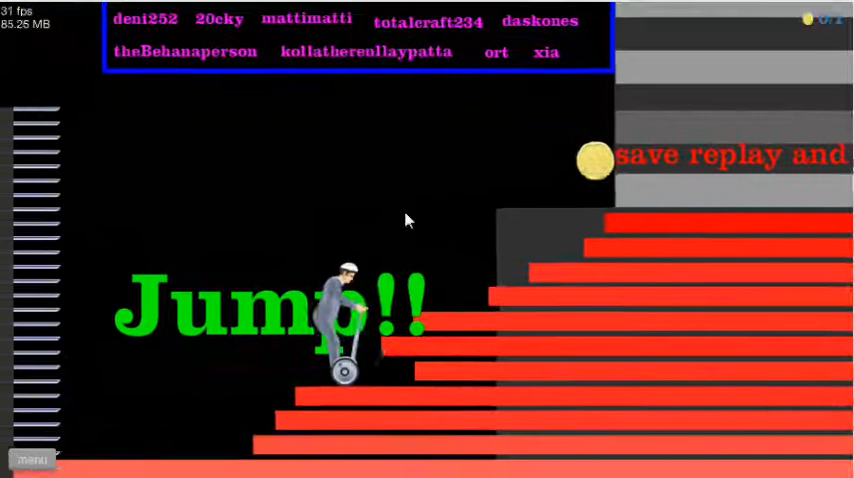 31 fps
85.25 MB
deni252 20cky mattimatti totalcraft234 daskones
theBehanaperson kollatherenllaypatta ort xia
save replay and
Jump!!
menu